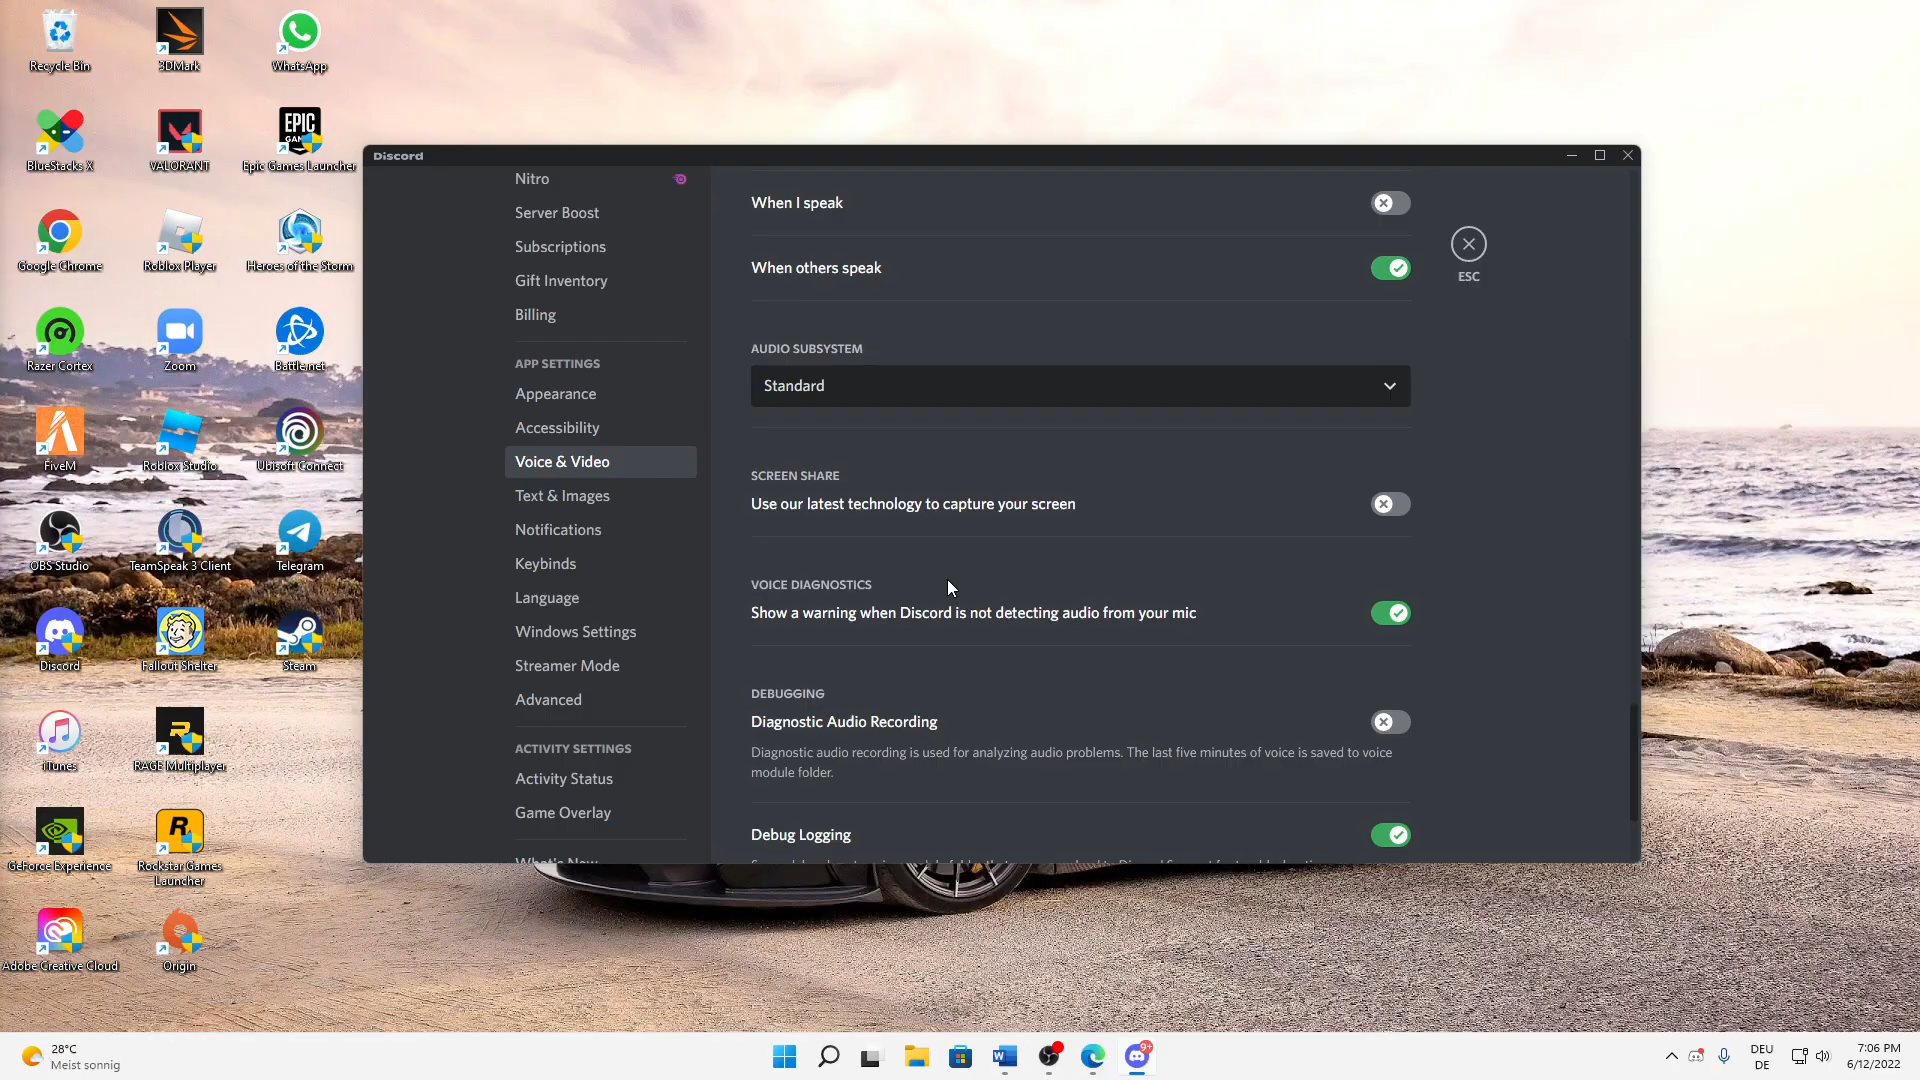 Recycle Bin
3DMark
WhatsApp
BlueStacks X
VALORANT
EPIC
Epic Games Launcher
Google Chrome
Roblox Player
Heroes of the Storm
Razer Cortex
Zoom
Battle.net
FiveM
Roblox Studio
Ubisoft Connect
OBS Studio
TeamSpeak 3 Client
Telegram
Discord
Fallout Shelter
Steam
iTunes
RAGE Multiplayer
GeForce Experience
Rockstar Games
Launcher
Adobe Creative Cloud
Origin
Discord
Nitro
Server Boost
Subscriptions
Gift Inventory
Billing
APP SETTINGS
Appearance
Accessibility
Voice & Video
Text & Images
Notifications
Keybinds
Language
Windows Settings
Streamer Mode
Advanced
ACTIVITY SETTINGS
Activity Status
Game Overlay
What's New
When I speak
When others speak
AUDIO SUBSYSTEM
Standard
SCREEN SHARE
Use our latest technology to capture your screen
VOICE DIAGNOSTICS
Show a warning when Discord is not detecting audio from your mic
DEBUGGING
Diagnostic Audio Recording
Diagnostic audio recording is used for analyzing audio problems. The last five minutes of voice is saved to voice
module folder.
Debug Logging
ESC
28°C
Meist sonnig
9+
DEU
DE
7:06 PM
6/12/2022